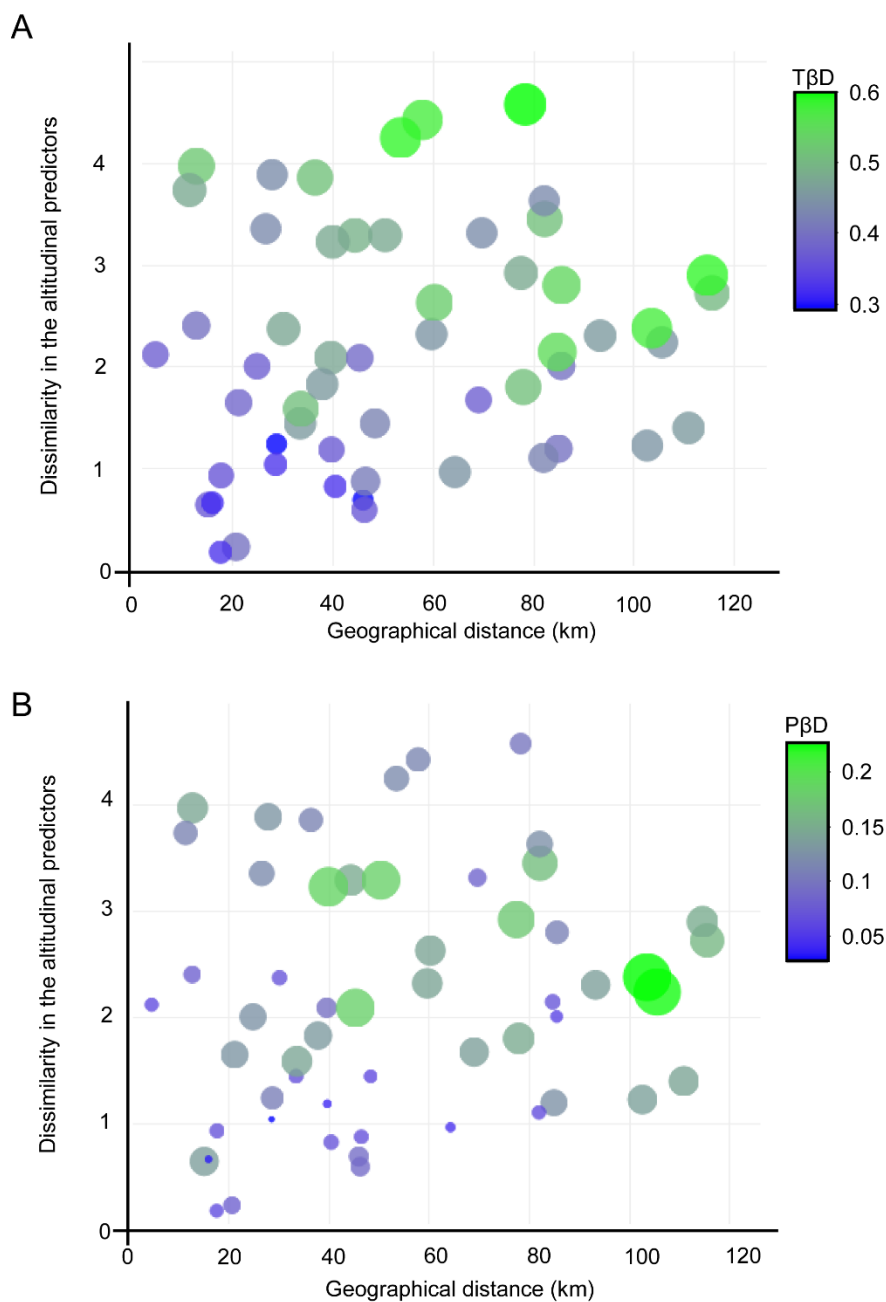 A
TβD
0.6
0.5
0.4
0.3
Dissimilarity in the altitudinal predictors
4
3
2
1
0
0 20 40 60 80 100 120
Geographical distance (km)
B
PβD
0.2
0.15
0.1
0.05
Dissimilarity in the altitudinal predictors
4
3
2
1
0
0 20 40 60 80 100 120
Geographical distance (km)